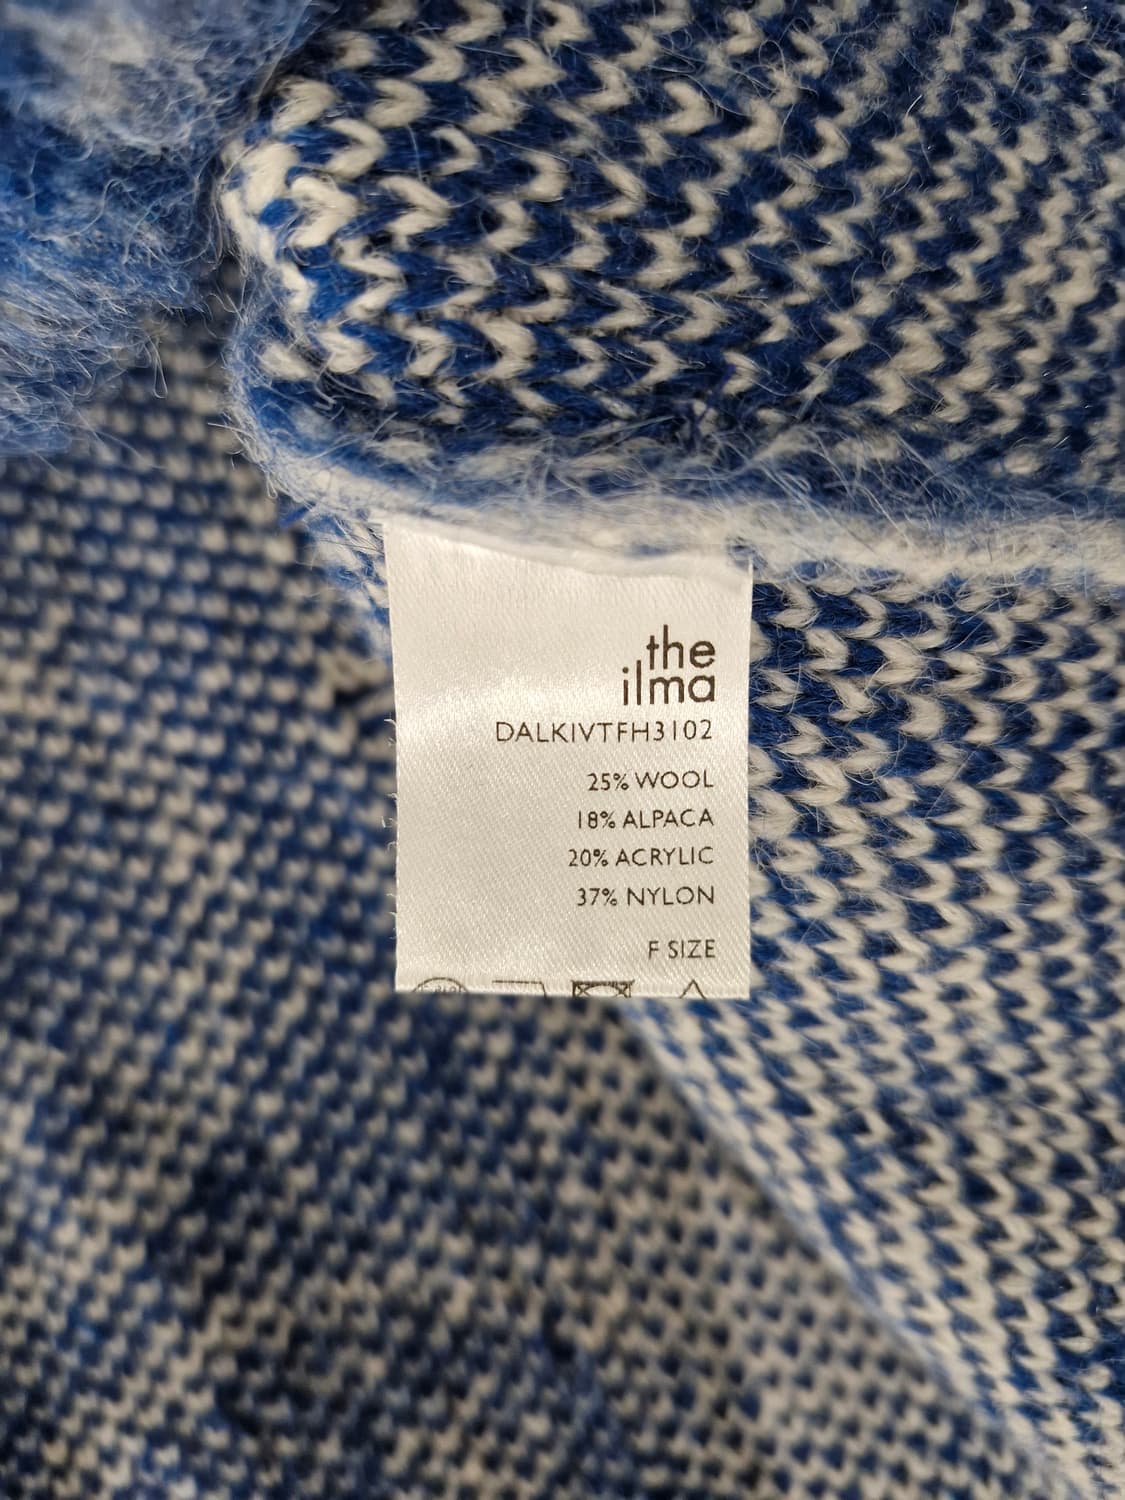 the
ilma
DALKIVTFH3102
25% WOOL
18% ALPACA
20% ACRYLIC
37% NYLON
F SIZE